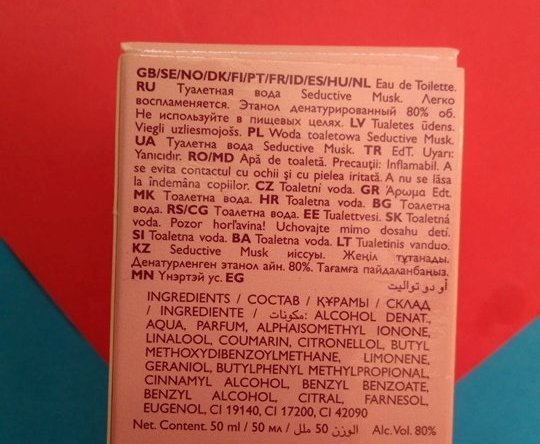 GB/SE/NO/DK/FI/PT/FR/ID/ES/HU/NL Eau de Toilette.
RU Туалетная вода Seductive Musk. Легко
воспламеняется. Этанол денатурированный 80% об.
Не используйте в пищевых целях. LV Tualetes ūdens.
Viegli uzliesmojošs. PL Woda toaletowa Seductive Musk.
UA Туалетна вода Seductive Musk. TR EdT. Uyarı:
Yanıcıdır. RO/MD Apă de toaletă. Precauţii: Inflamabil. A
se evita contactul cu ochii şi cu pielea iritată. A nu se lăsa
la îndemâna copiilor. CZ Toaletní voda. GR Άρωμα Edt.
MK Тоалетна вода. HR Toaletna voda. BG Тоалетна
вода. RS/CG Тоалетна вода. EE Tualettvesi. SK Toaletná
voda. Pozor horľavina! Uchovajte mimo dosahu detí.
SI Toaletna voda. BA Toaletna voda. LT Tualetinis vanduo.
KZ Seductive Musk иіссуы. Жеңіл тұтанады.
Денатурленген этанол айн. 80%. Тағамға пайдаланбаңыз.
MN Үнэртэй ус. EG أو دو تواليت
INGREDIENTS / СОСТАВ / ҚҰРАМЫ / СКЛАД
/ INGREDIENTE / مكونات: ALCOHOL DENAT.,
AQUA, PARFUM, ALPHAISOMETHYL IONONE,
LINALOOL, COUMARIN, CITRONELLOL, BUTYL
METHOXYDIBENZOYLMETHANE, LIMONENE,
GERANIOL, BUTYLPHENYL METHYLPROPIONAL,
CINNAMYL ALCOHOL, BENZYL BENZOATE,
BENZYL ALCOHOL, CITRAL, FARNESOL,
EUGENOL, CI 19140, CI 17200, CI 42090
Net. Content. 50 ml / 50 мл / الوزن 50 ملل Alc. Vol. 80%